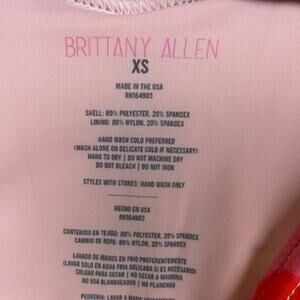 BRITTANY ALLEN
XS
MADE IN THE USA
RN164903
SHELL: 80% POLYESTER, 20% SPANDEX
LINING: 80% NYLON, 20% SPANDEX
HAND WASH COLD PREFERRED
(WASH ALONE ON DELICATE COLD IF NECESSARY)
HANG TO DRY | DO NOT MACHINE DRY
DO NOT BLEACH | DO NOT IRON
STYLES WITH STONES: HAND WASH ONLY
HECHO EN USA
RN164903
CONTENIDO EN TEJIDO: 80% POLYESTER, 20% SPANDEX
CAMBIO DE ROPA: 80% NYLON, 20% SPANDEX
LAVADO DE MANOS EN FRIO PREFERENTEMENTE
(LAVAR SOLO EN AGUA FRIA DELICADA SI ES NECESARIO)
COLGAR PARA SECAR | NO SECAR A MAQUINA
NO USA BLANQUEADOR | NO PLANCHAR